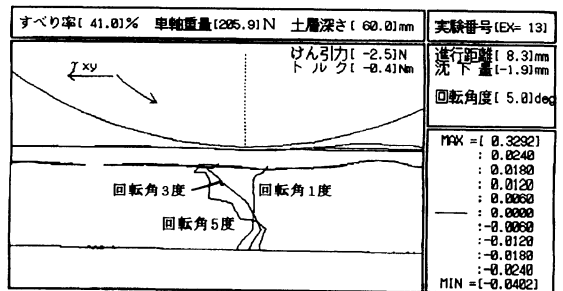 すべり率[ 41.0]% 車軸重量[205.9]N 土層深さ[ 60.0]mm
実験番号[EX= 13]
けん引力[ -2.5]N
トルク[-0.4]Nm
γxy
進行距離[ 8.3]mm
沈下量[-1.9]mm
回転角度[ 5.0]deg
回転角3度
回転角1度
回転角5度
MAX =[ 0.3292]
: 0.0240
: 0.0180
: 0.0120
: 0.0060
: 0.0000
:-0.0060
:-0.0120
:-0.0180
:-0.0240
MIN =[-0.0402]